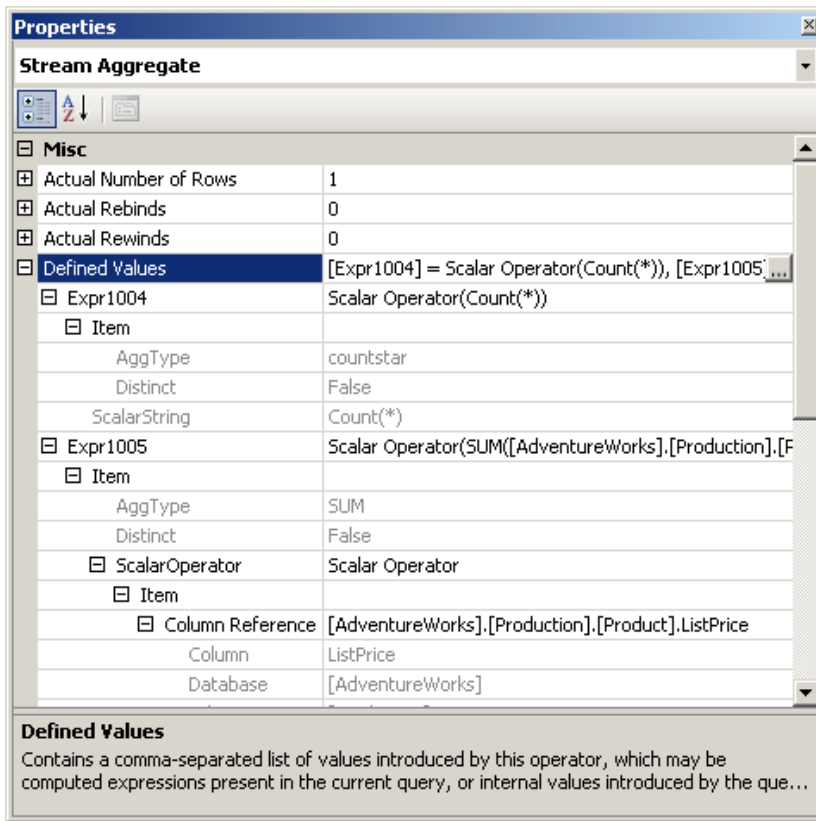 Properties
Stream Aggregate
Misc
Actual Number of Rows 1
Actual Rebinds 0
Actual Rewinds 0
Defined Values [Expr1004] = Scalar Operator(Count(*)), [Expr1005] ...
Expr1004 Scalar Operator(Count(*))
Item
AggType countstar
Distinct False
ScalarString Count(*)
Expr1005 Scalar Operator(SUM([AdventureWorks].[Production].[P
Item
AggType SUM
Distinct False
ScalarOperator Scalar Operator
Item
Column Reference [AdventureWorks].[Production].[Product].ListPrice
Column ListPrice
Database [AdventureWorks]
Defined Values
Contains a comma-separated list of values introduced by this operator, which may be
computed expressions present in the current query, or internal values introduced by the que...